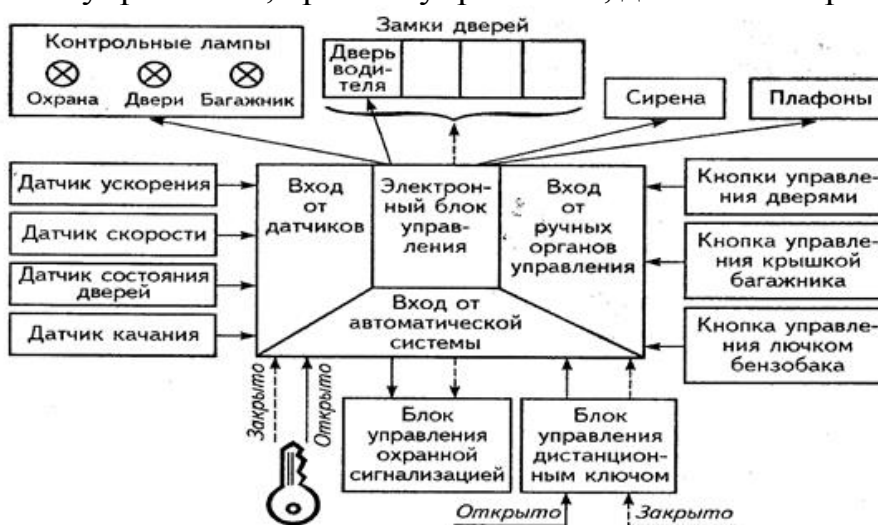 Замки дверей
Контрольные лампы
Охрана Двери Багажник
Дверь
води-
теля
Сирена
Плафоны
Датчик ускорения
Датчик скорости
Датчик состояния
дверей
Датчик качания
Вход
от
датчиков
Электрон-
ный блок
управ-
ления
Вход
от
ручных
органов
управления
Вход от
автоматической
системы
Кнопки управле-
ния дверями
Кнопка управле-
ния крышкой
багажника
Кнопка управле-
ния лючком
бензобака
Закрыто
Открыто
Блок
управления
охранной
сигнализацией
Блок
управления
дистанцион-
ным ключом
Открыто
Закрыто